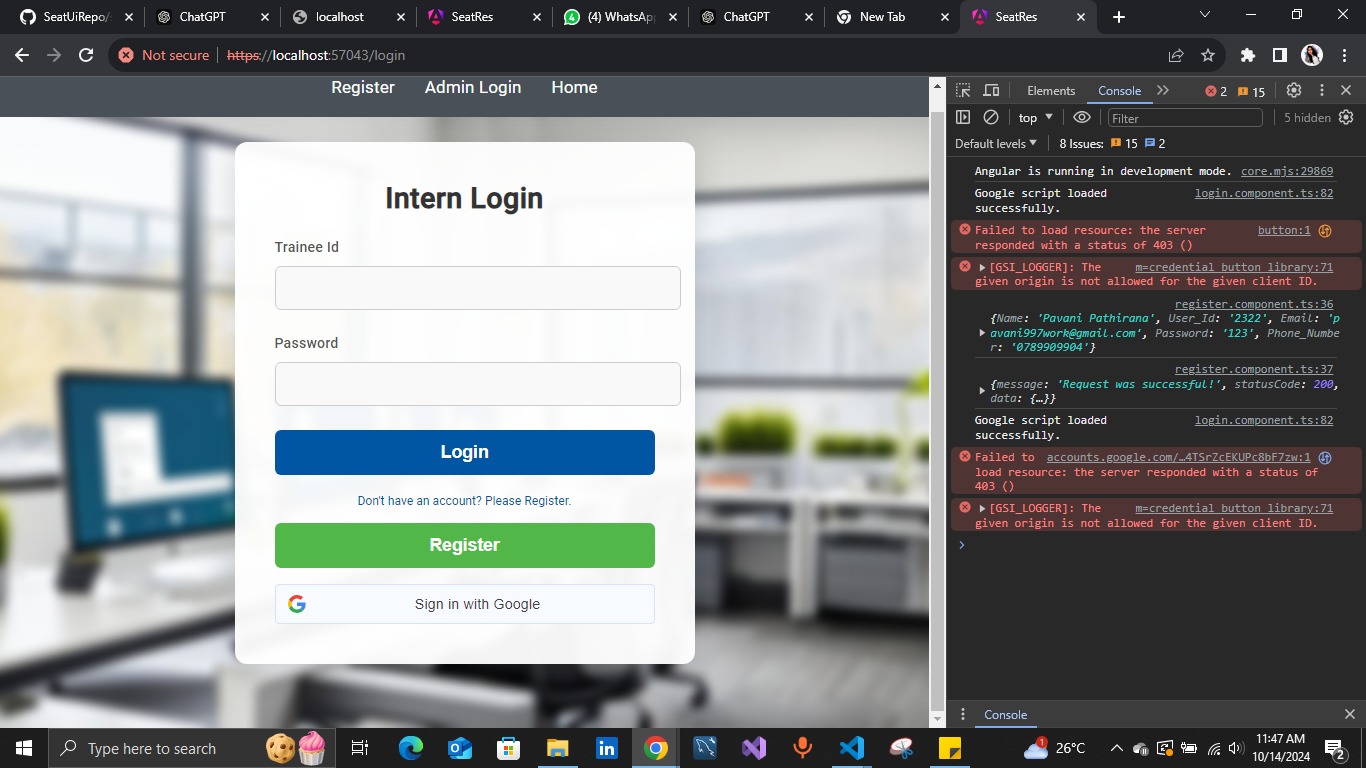 SeatUiRepo/
ChatGPT
localhost
SeatRes
(4) WhatsAp
ChatGPT
New Tab
SeatRes
Not secure
https://localhost:57043/login
Register
Admin Login
Home
Intern Login
Trainee Id
Password
Login
Don't have an account? Please Register.
Register
Sign in with Google
Elements
Console
2
15
top
Filter
5 hidden
Default levels
8 Issues:
15
2
Angular is running in development mode. core.mjs:29869
Google script loaded login.component.ts:82
successfully.
Failed to load resource: the server button:1
responded with a status of 403 ()
[GSI_LOGGER]: The m=credential_button_library:71
given origin is not allowed for the given client ID.
register.component.ts:36
{Name: 'Pavani Pathirana', User_Id: '2322', Email: 'p
avani997work@gmail.com', Password: '123', Phone_Numbe
r: '0789909904'}
register.component.ts:37
{message: 'Request was successful!', statusCode: 200,
data: {…}}
Google script loaded login.component.ts:82
successfully.
Failed to accounts.google.com/…4TSrZcEKUPc8bF7zw:1
load resource: the server responded with a status of
403 ()
[GSI_LOGGER]: The m=credential_button_library:71
given origin is not allowed for the given client ID.
Console
Type here to search
1
26°C
11:47 AM
10/14/2024
2